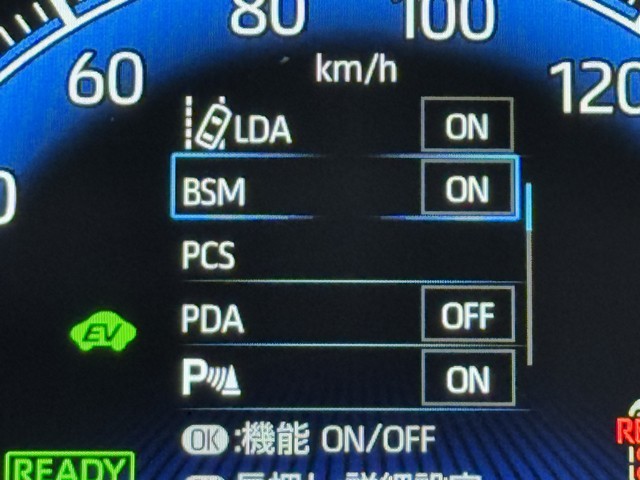 80 100
60 km/h 120
LDA ON
BSM ON
PCS
PDA OFF
EV
P ON
OK:機能 ON/OFF
READY